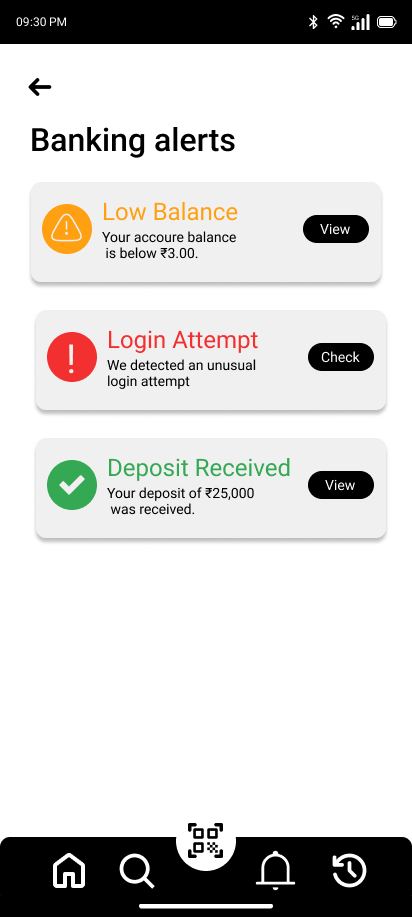 09:30 PM
5G
Banking alerts
Low Balance
Your accoure balance
is below ₹3.00.
View
Login Attempt
We detected an unusual
login attempt
Check
Deposit Received
Your deposit of ₹25,000
was received.
View